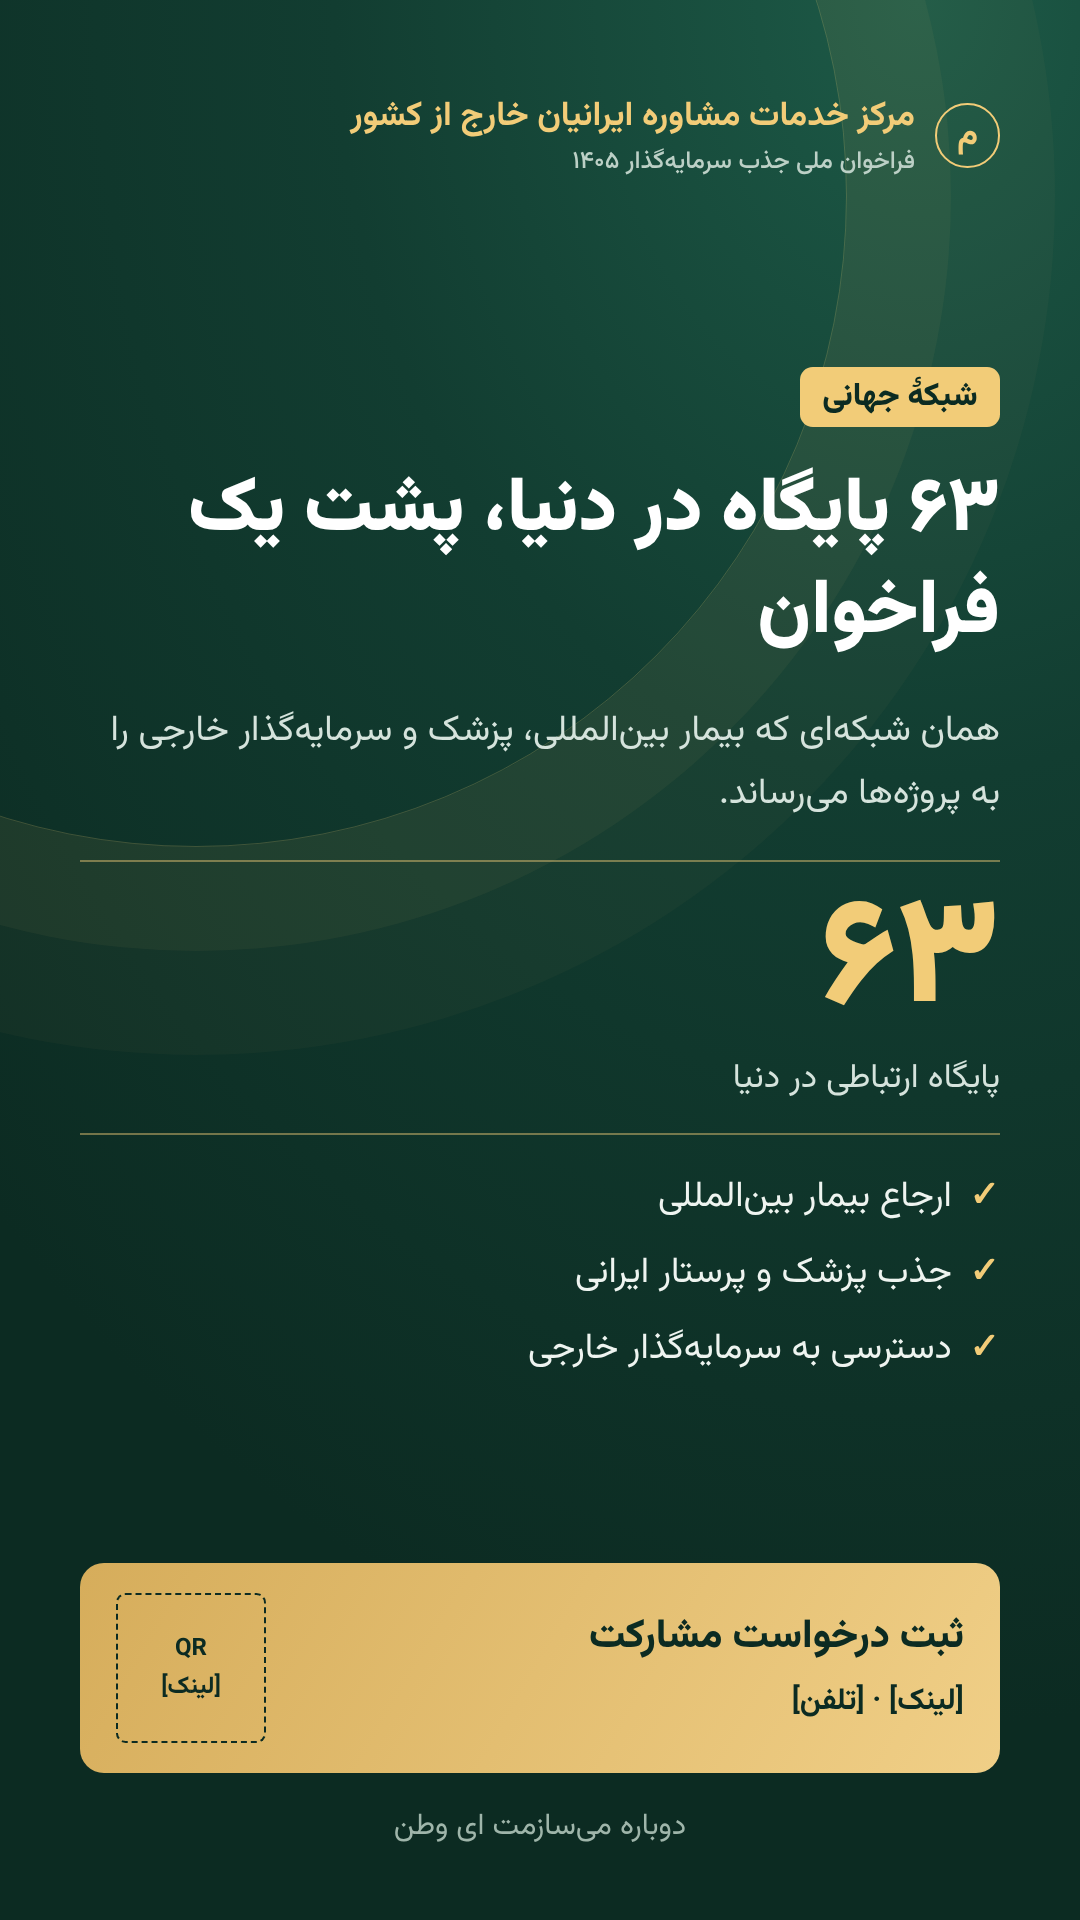 م
مرکز خدمات مشاوره ایرانیان خارج از کشور
فراخوان ملی جذب سرمایه‌گذار ۱۴۰۵
شبکهٔ جهانی
۶۳ پایگاه در دنیا، پشت یک
فراخوان
همان شبکه‌ای که بیمار بین‌المللی، پزشک و سرمایه‌گذار خارجی را
به پروژه‌ها می‌رساند.
۶۳
پایگاه ارتباطی در دنیا
✓ ارجاع بیمار بین‌المللی
✓ جذب پزشک و پرستار ایرانی
✓ دسترسی به سرمایه‌گذار خارجی
ثبت درخواست مشارکت
[لینک] · [تلفن]
QR
[لینک]
دوباره می‌سازمت ای وطن